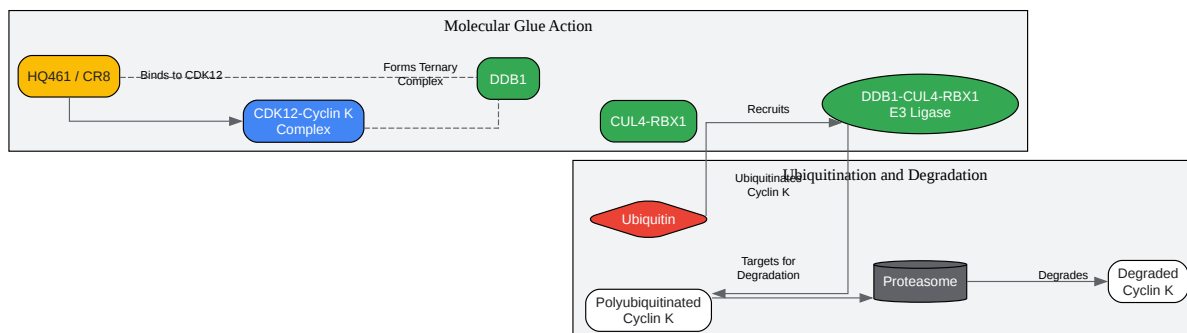 Molecular Glue Action
HQ461 / CR8
Binds to CDK12
Forms Ternary
Complex
DDB1
CDK12-Cyclin K
Complex
CUL4-RBX1
Recruits
DDB1-CUL4-RBX1
E3 Ligase
Ubiquitination and Degradation
Ubiquitinates
Cyclin K
Ubiquitin
Targets for
Degradation
Polyubiquitinated
Cyclin K
Proteasome
Degrades
Degraded
Cyclin K